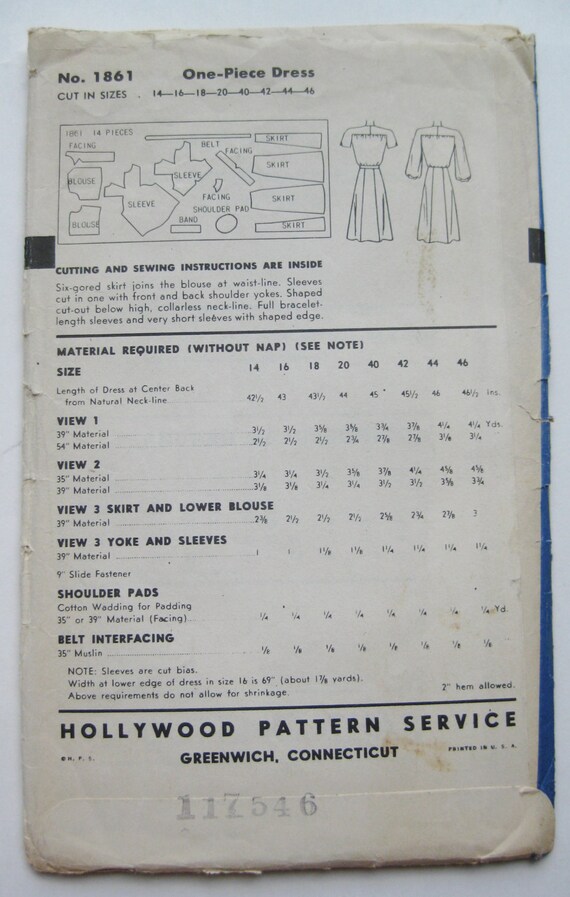 No. 1861 One-Piece Dress
CUT IN SIZES 14—16—18—20—40—42—44—46
1861 14 PIECES
FACING
BELT
FACING
SKIRT
BLOUSE
SLEEVE
SKIRT
SLEEVE
FACING
SKIRT
BLOUSE
SHOULDER PAD
BAND
SKIRT
CUTTING AND SEWING INSTRUCTIONS ARE INSIDE
Six-gored skirt joins the blouse at waist-line. Sleeves
cut in one with front and back shoulder yokes. Shaped
cut-out below high, collarless neck-line. Full bracelet-
length sleeves and very short sleeves with shaped edge.
MATERIAL REQUIRED (WITHOUT NAP) (SEE NOTE)
SIZE 14 16 18 20 40 42 44 46
Length of Dress at Center Back
from Natural Neck-line 42½ 43 43½ 44 45 45½ 46 46½ ins.
VIEW 1
39" Material 3½ 3½ 3⅝ 3⅝ 3¾ 3⅞ 4¼ 4¼ Yds.
54" Material 2½ 2½ 2½ 2¾ 2⅞ 2⅞ 3⅛ 3¼
VIEW 2
35" Material 3¼ 3¼ 3½ 3⅝ 3⅞ 4¼ 4⅝ 4⅝
39" Material 3⅛ 3⅛ 3¼ 3¼ 3½ 3½ 3⅝ 3¾
VIEW 3 SKIRT AND LOWER BLOUSE
39" Material 2⅜ 2½ 2½ 2½ 2⅝ 2¾ 2⅞ 3
VIEW 3 YOKE AND SLEEVES
39" Material 1 1 1⅛ 1⅛ 1¼ 1¼ 1¼ 1¼
9" Slide Fastener
SHOULDER PADS
Cotton Wadding for Padding
35" or 39" Material (Facing) ¼ ¼ ¼ ¼ ¼ ¼ ¼ ¼ Yd.
BELT INTERFACING
35" Muslin ⅛ ⅛ ⅛ ⅛ ⅛ ⅛ ⅛ ⅛
NOTE: Sleeves are cut bias.
Width at lower edge of dress in size 16 is 69" (about 1⅞ yards).
Above requirements do not allow for shrinkage. 2" hem allowed.
HOLLYWOOD PATTERN SERVICE
© H. P. S. GREENWICH, CONNECTICUT PRINTED IN U. S. A.
117546